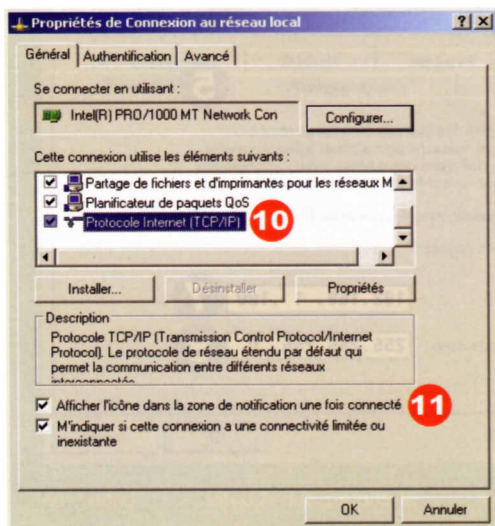 Propriétés de Connexion au réseau local
Général
Authentification
Avancé
Se connecter en utilisant :
Intel(R) PRO/1000 MT Network Con
Configurer...
Cette connexion utilise les éléments suivants :
Partage de fichiers et d'imprimantes pour les réseaux M
Planificateur de paquets QoS
Protocole Internet (TCP/IP)
10
Installer...
Désinstaller
Propriétés
Description
Protocole TCP/IP (Transmission Control Protocol/Internet
Protocol). Le protocole de réseau étendu par défaut qui
permet la communication entre différents réseaux
interconnectés
Afficher l'icône dans la zone de notification une fois connecté
11
M'indiquer si cette connexion a une connectivité limitée ou
inexistante
OK
Annuler